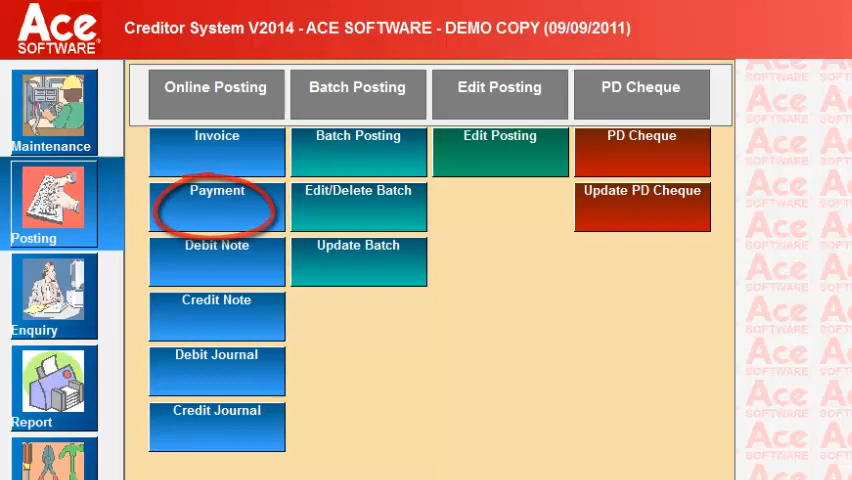 Ace
SOFTWARE
Creditor System V2014 - ACE SOFTWARE - DEMO COPY (09/09/2011)
Maintenance
Posting
Enquiry
Report
Online Posting
Batch Posting
Edit Posting
PD Cheque
Invoice
Batch Posting
Edit Posting
PD Cheque
Payment
Edit/Delete Batch
Update PD Cheque
Debit Note
Update Batch
Credit Note
Debit Journal
Credit Journal